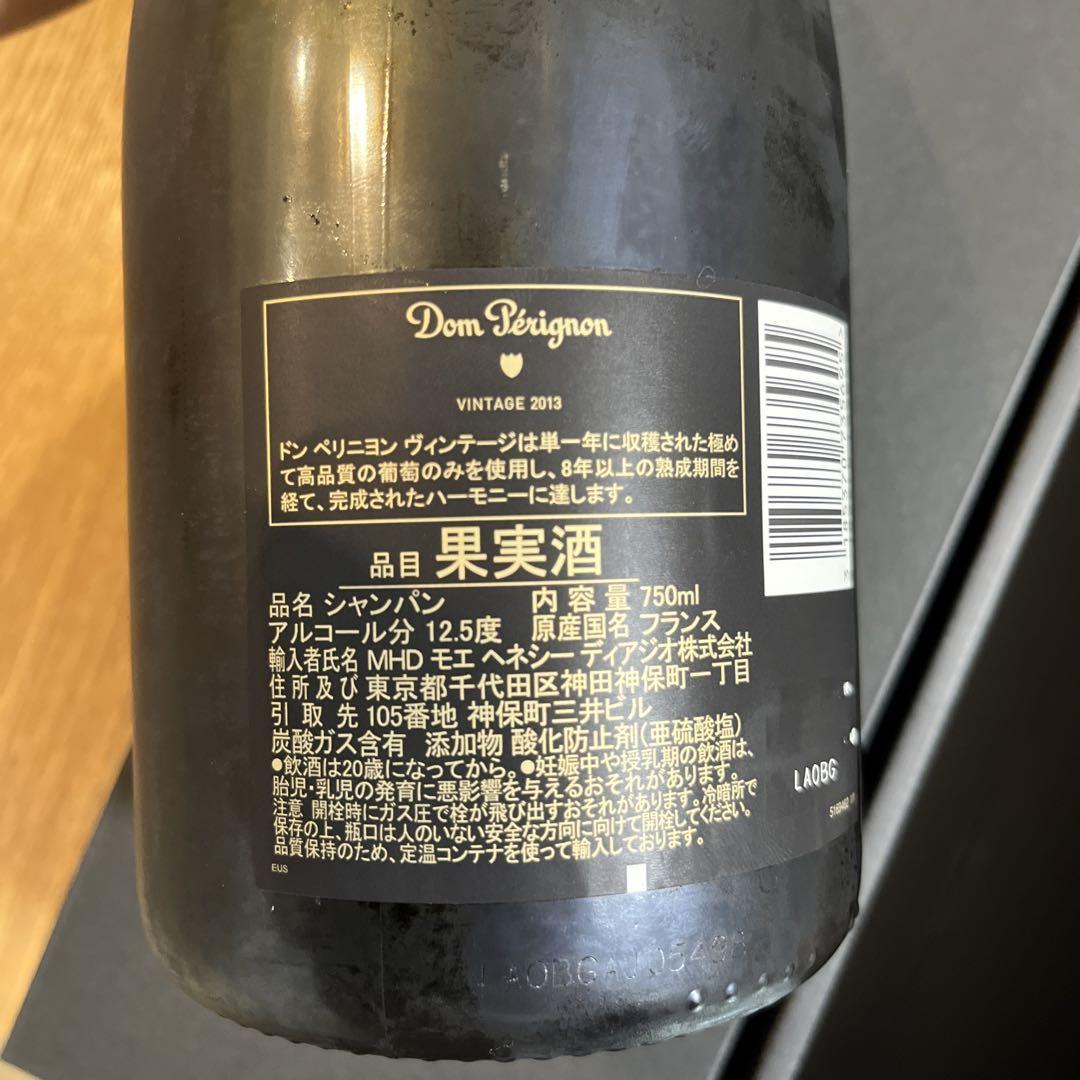 Dom Pérignon
VINTAGE 2013
ドン ペリニヨン ヴィンテージは単一年に収穫された極め
て高品質の葡萄のみを使用し、8年以上の熟成期間を
経て、完成されたハーモニーに達します。
品目 果実酒
品名 シャンパン 内容量 750ml
アルコール分 12.5度 原産国名 フランス
輸入者氏名 MHD モエ ヘネシー ディアジオ株式会社
住所及び 東京都千代田区神田神保町一丁目
引取先 105番地 神保町三井ビル
炭酸ガス含有 添加物 酸化防止剤(亜硫酸塩)
●飲酒は20歳になってから。●妊娠中や授乳期の飲酒は、
胎児・乳児の発育に悪影響を与えるおそれがあります。
注意 開栓時にガス圧で栓が飛び出すおそれがあります。冷暗所で
保存の上、瓶口は人のいない安全な方向に向けて開栓してください。
品質保持のため、定温コンテナを使って輸入しております。
EUS
LAOBG